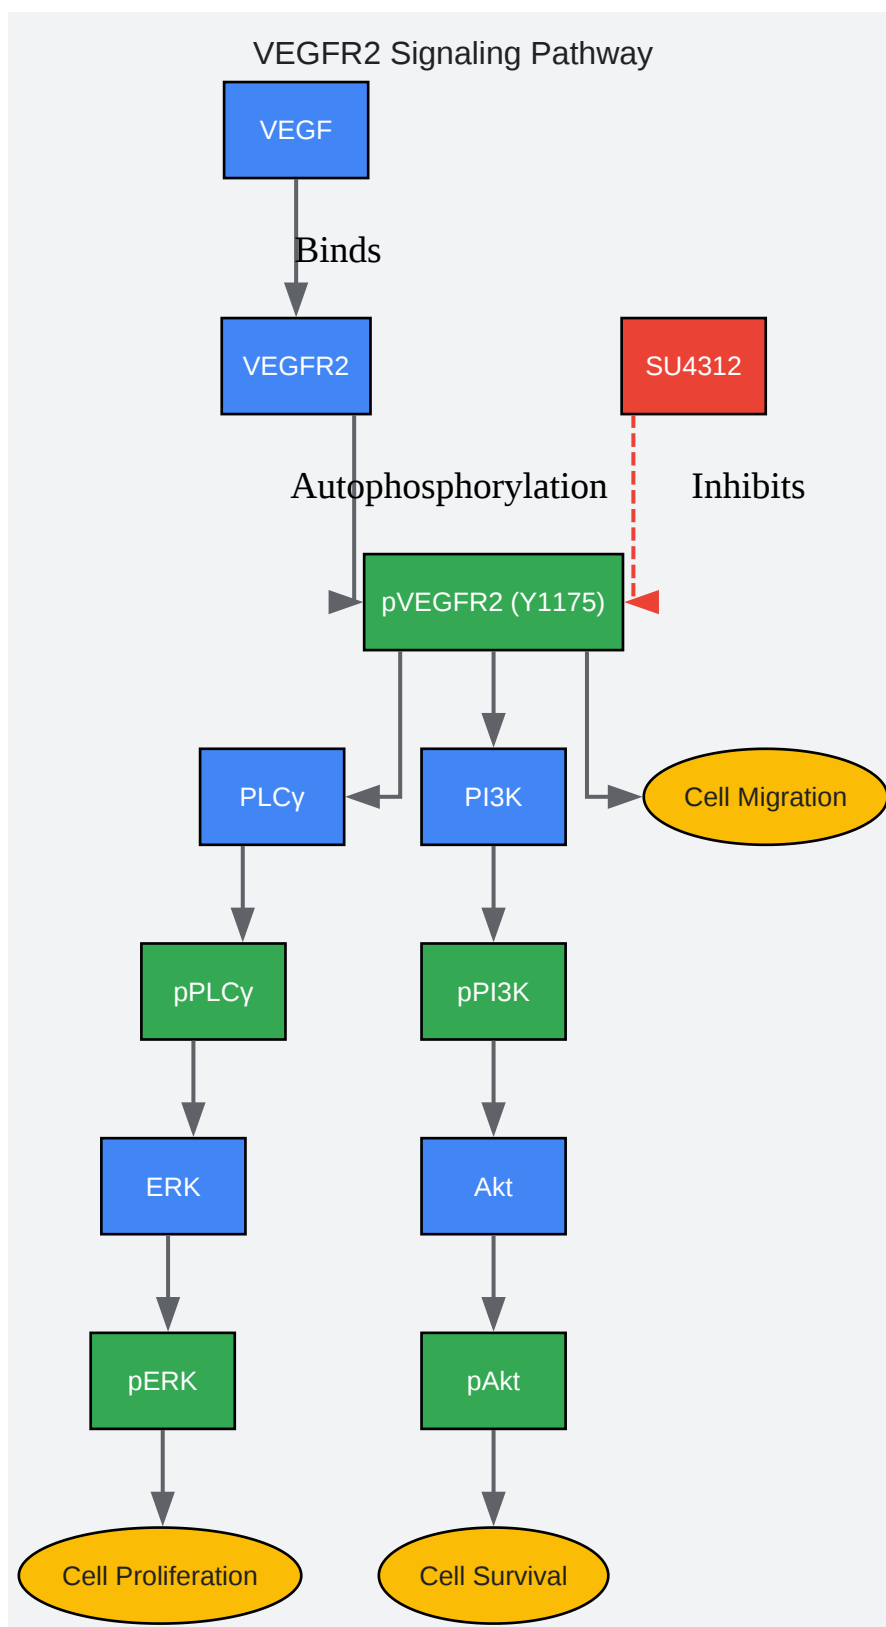 VEGFR2 Signaling Pathway
VEGF
Binds
VEGFR2
SU4312
Autophosphorylation
Inhibits
pVEGFR2 (Y1175)
PLCγ
PI3K
Cell Migration
pPLCγ
pPI3K
ERK
Akt
pERK
pAkt
Cell Proliferation
Cell Survival